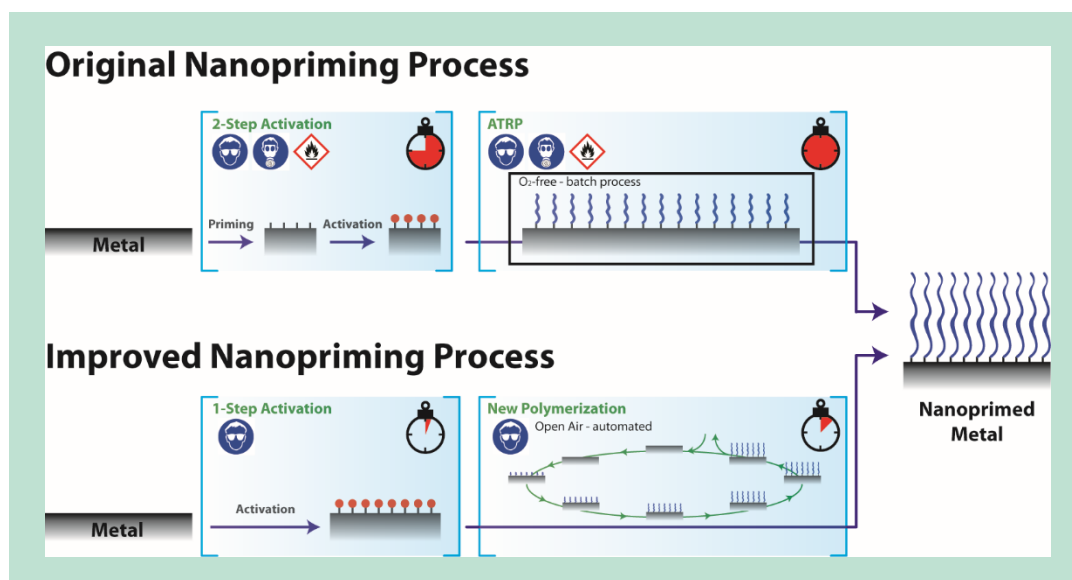 Original Nanopriming Process
2-Step Activation
ATRP
O₂-free - batch process
Priming
Activation
Metal
Improved Nanopriming Process
1-Step Activation
New Polymerization
Open Air - automated
Activation
Metal
Nanoprimed
Metal